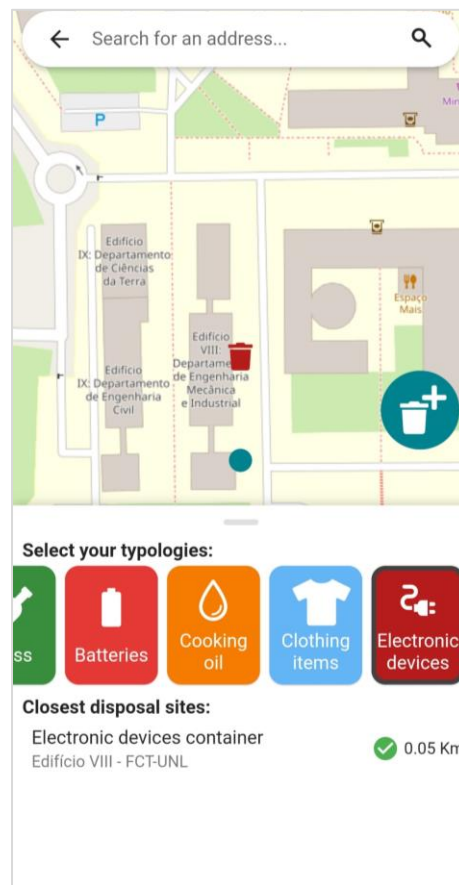 Search for an address...
P
Min
Edifício
IX: Departamento
de Ciências
da Terra
Espaço
Mais
Edifício
VIII:
Departame
de Engenharia
Mecânica
e Industrial
Edifício
IX: Departamento
de Engenharia
Civil
Select your typologies:
ss
Batteries
Cooking
oil
Clothing
items
Electronic
devices
Closest disposal sites:
Electronic devices container
Edifício VIII - FCT-UNL
0.05 Km